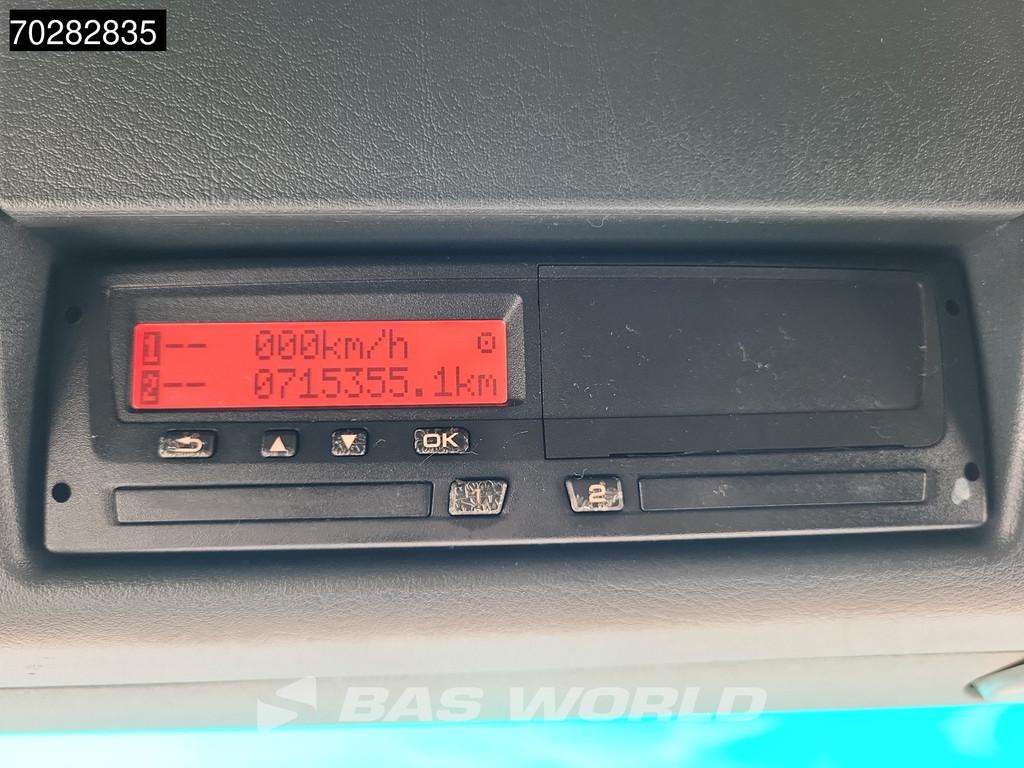 70282835
1-- 000km/h
2-- 0715355.1km
OK
1 2
BAS WORLD